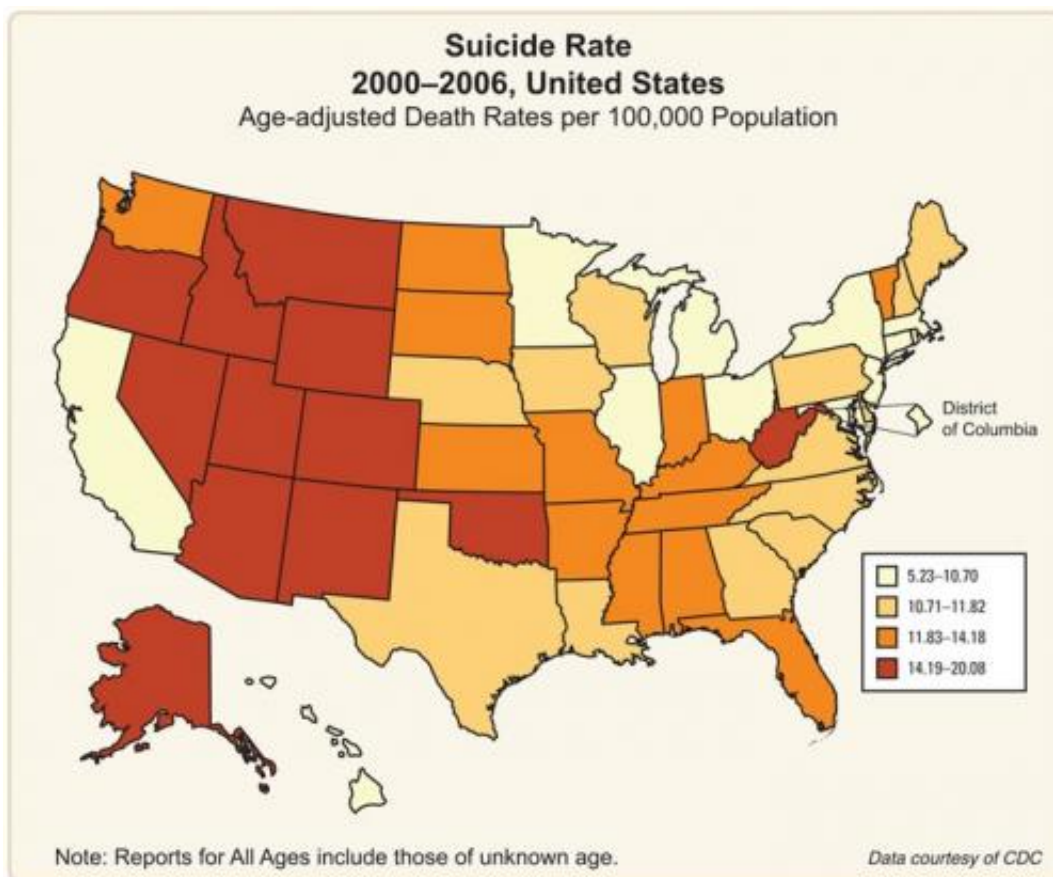 Suicide Rate
2000–2006, United States
Age-adjusted Death Rates per 100,000 Population
District
of Columbia
5.23–10.70
10.71–11.82
11.83–14.18
14.19–20.08
Note: Reports for All Ages include those of unknown age.
Data courtesy of CDC